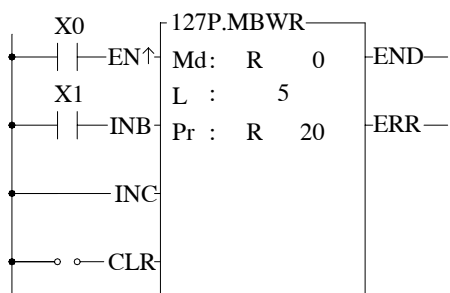 X0
127P.MBWR
EN↑ Md: R 0 END
X1
L : 5
INB Pr : R 20 ERR
INC
CLR